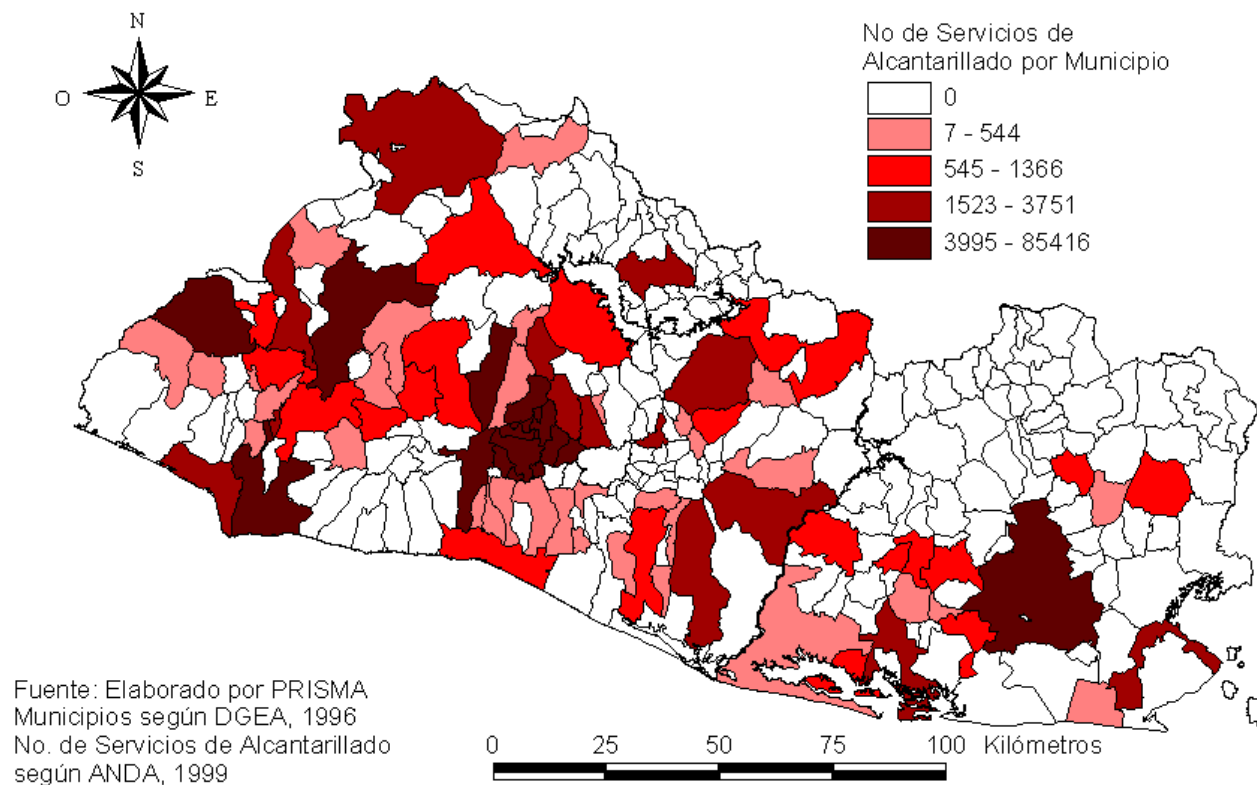 N
O
E
S
No de Servicios de
Alcantarillado por Municipio
0
7 - 544
545 - 1366
1523 - 3751
3995 - 85416
Fuente: Elaborado por PRISMA
Municipios según DGEA, 1996
No. de Servicios de Alcantarillado
según ANDA, 1999
0 25 50 75 100 Kilómetros